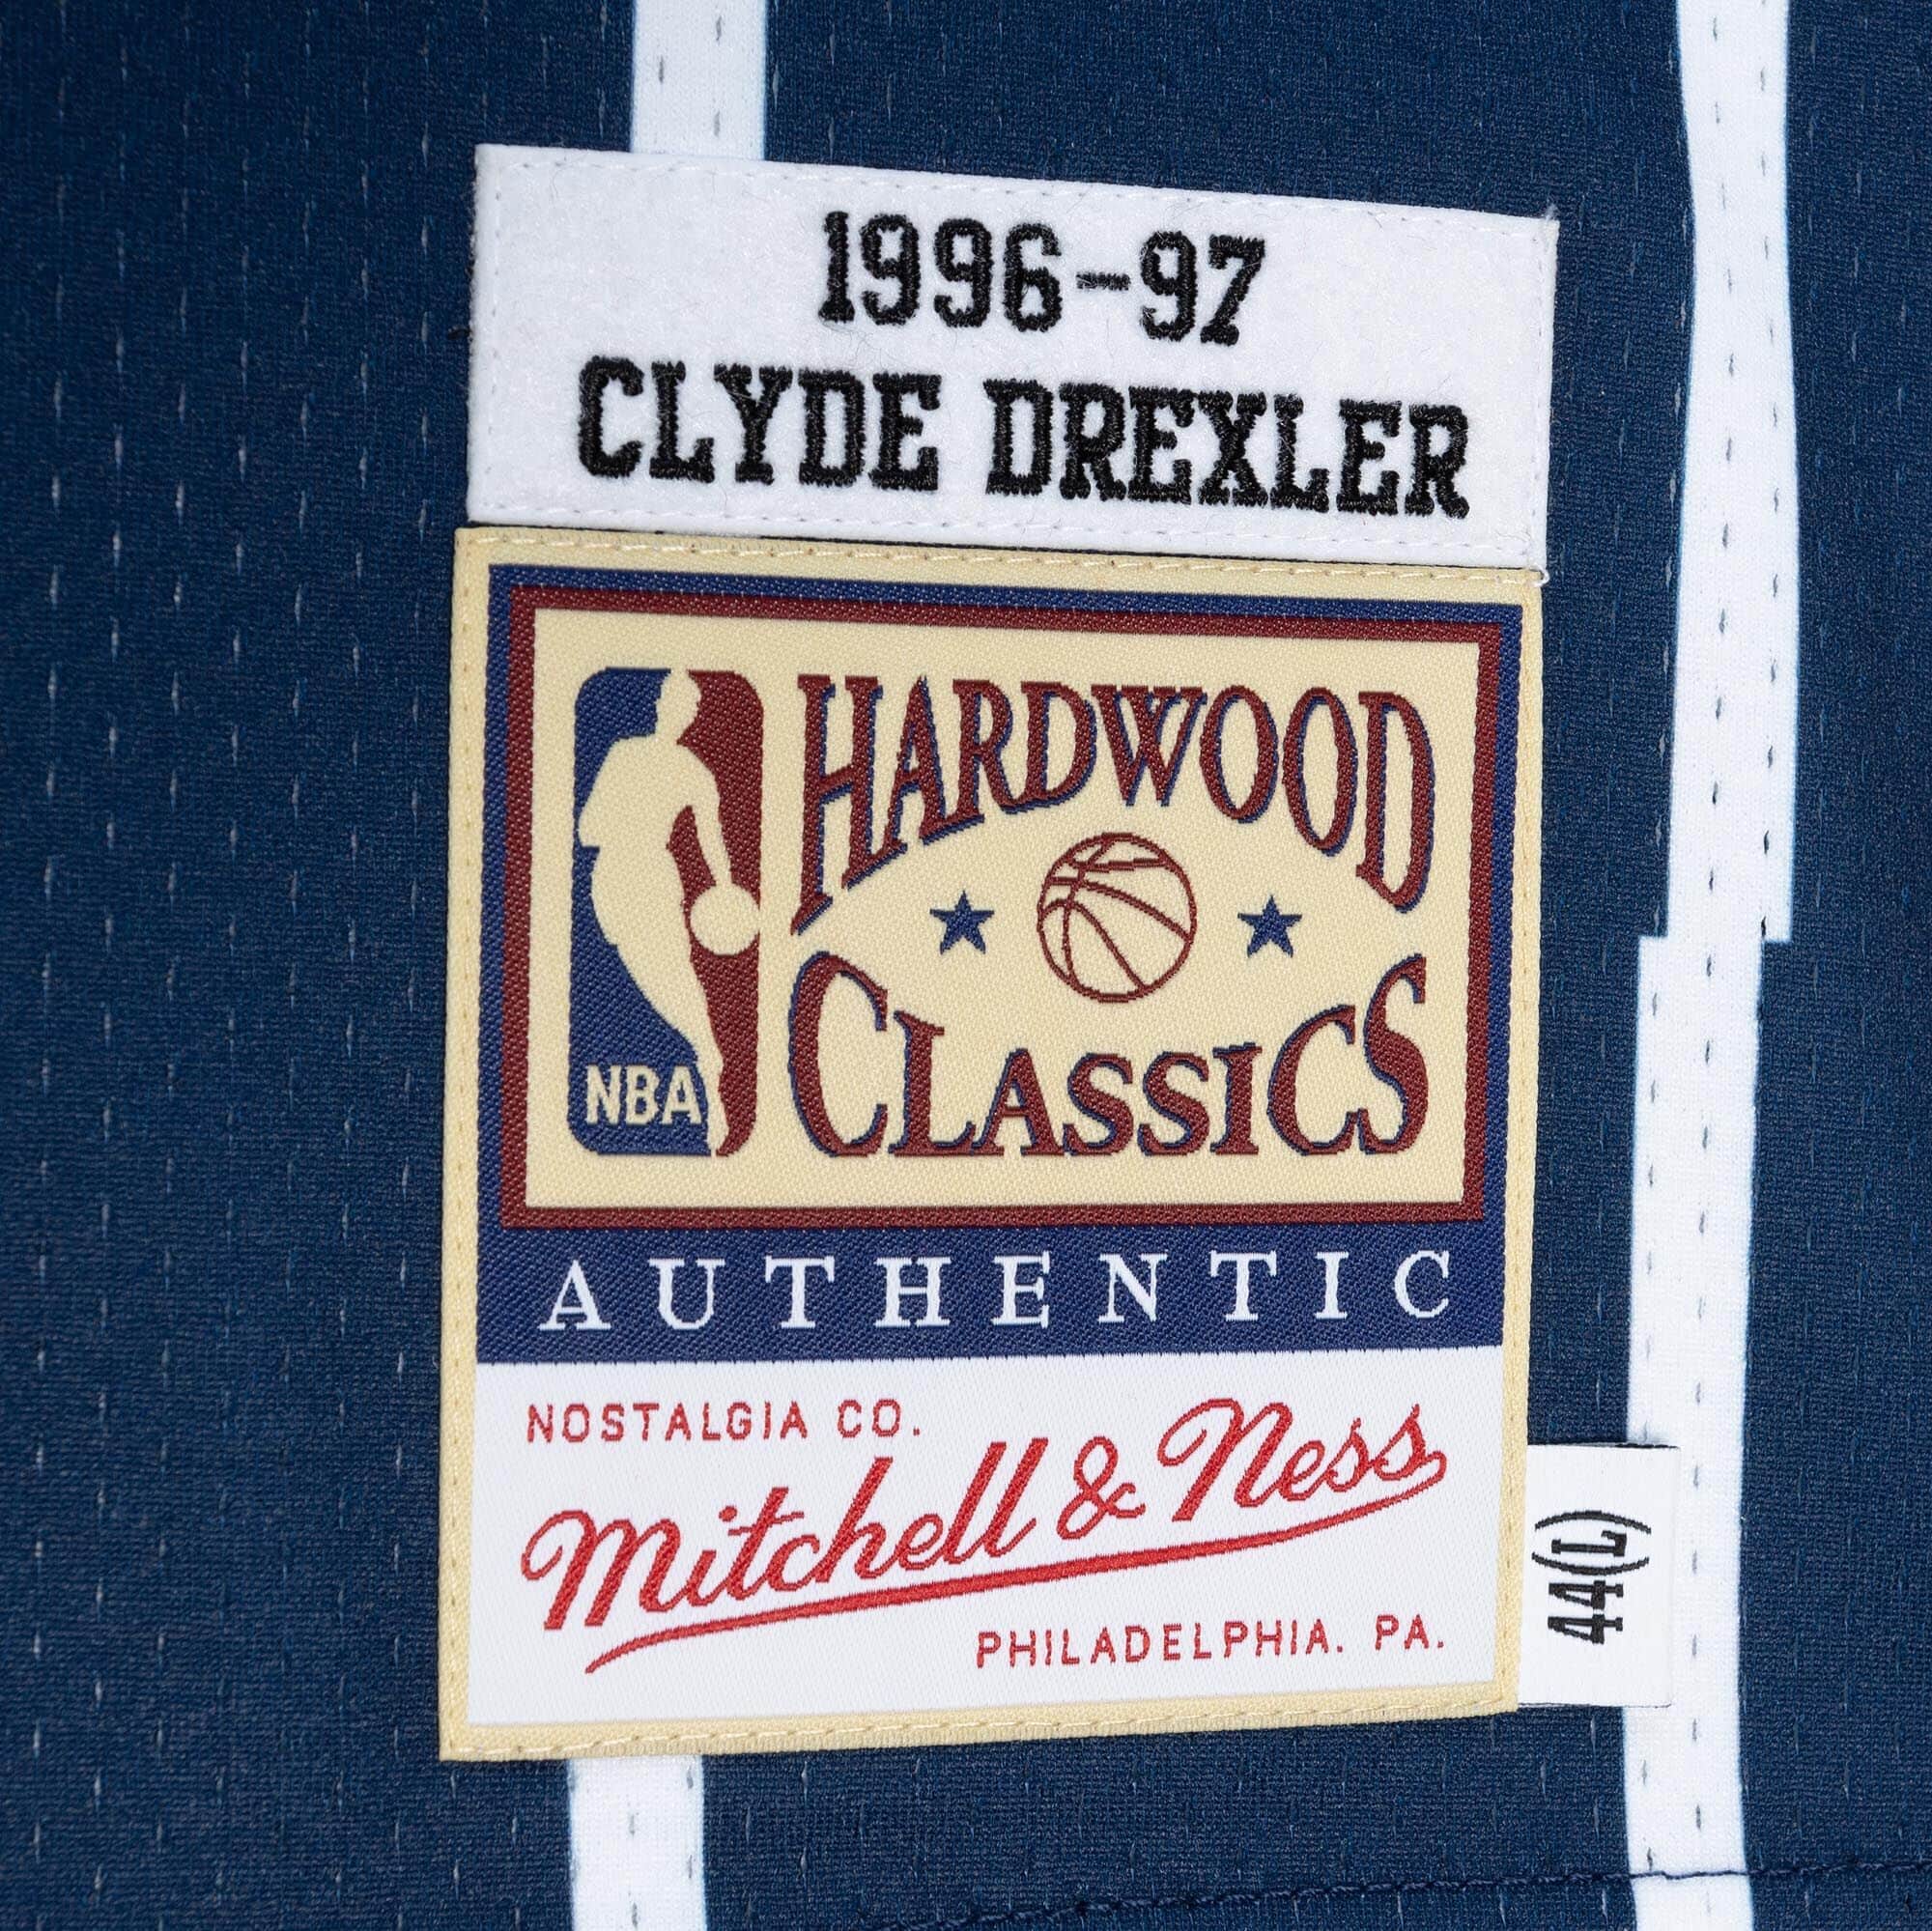 1996-97
CLYDE DREXLER
HARDWOOD
CLASSICS
NBA
AUTHENTIC
NOSTALGIA CO.
Mitchell & Ness
PHILADELPHIA. PA.
44(L)